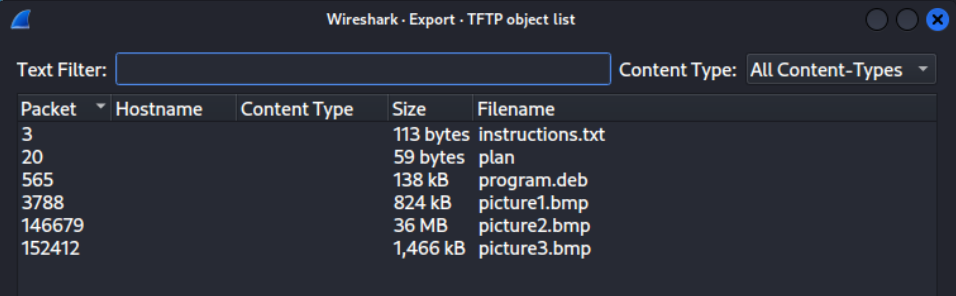 Wireshark · Export · TFTP object list
Text Filter: Content Type: All Content-Types
Packet Hostname Content Type Size Filename
3 113 bytes instructions.txt
20 59 bytes plan
565 138 kB program.deb
3788 824 kB picture1.bmp
146679 36 MB picture2.bmp
152412 1,466 kB picture3.bmp